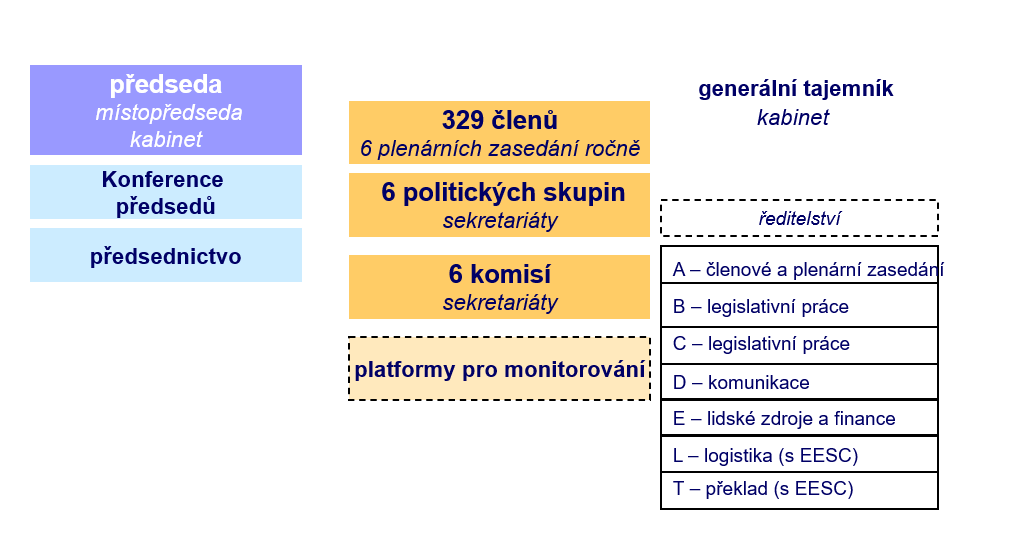 předseda
místopředseda
kabinet
Konference
předsedů
předsednictvo
329 členů
6 plenárních zasedání ročně
6 politických skupin
sekretariáty
6 komisí
sekretariáty
platformy pro monitorování
generální tajemník
kabinet
ředitelství
A – členové a plenární zasedání
B – legislativní práce
C – legislativní práce
D – komunikace
E – lidské zdroje a finance
L – logistika (s EESC)
T – překlad (s EESC)